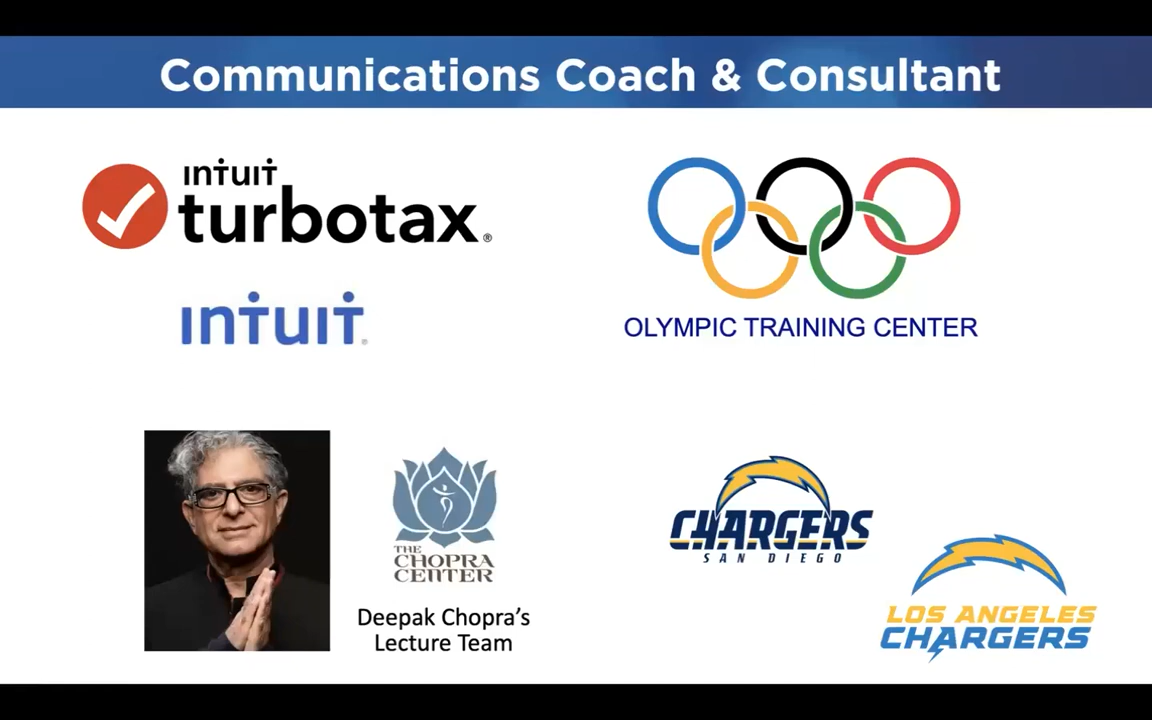 Communications Coach & Consultant
intuit
turbotax®
intuit®
OLYMPIC TRAINING CENTER
THE
CHOPRA
CENTER
Deepak Chopra's
Lecture Team
CHARGERS
SAN DIEGO
LOS ANGELES
CHARGERS